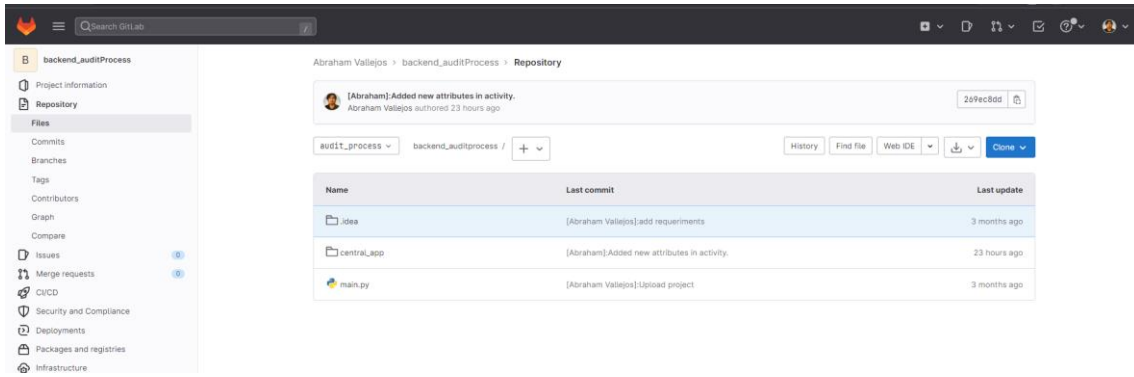 Search GitLab
/
B backend_auditProcess
Project information
Repository
Files
Commits
Branches
Tags
Contributors
Graph
Compare
Issues 0
Merge requests 0
CI/CD
Security and Compliance
Deployments
Packages and registries
Infrastructure
Abraham Vallejos > backend_auditProcess > Repository
[Abraham]:Added new attributes in activity.
Abraham Vallejos authored 23 hours ago
269ec8dd
audit_process backend_auditprocess / + History Find file Web IDE Clone
Name Last commit Last update
.idea [Abraham Vallejos]:add requeriments 3 months ago
central_app [Abraham]:Added new attributes in activity. 23 hours ago
main.py [Abraham Vallejos]:Upload project 3 months ago